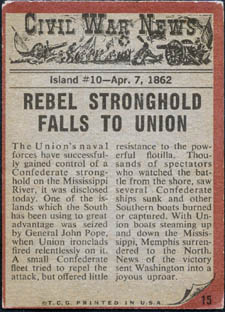 CIVIL WAR NEWS
Island #10—Apr. 7, 1862
REBEL STRONGHOLD
FALLS TO UNION
The Union's naval
forces have successful-
ly gained control of a
Confederate strong-
hold on the Mississippi
River, it was disclosed
today. One of the is-
lands which the South
has been using to great
advantage was seized
by General John Pope,
when Union ironclads
fired relentlessly on it.
A small Confederate
fleet tried to repell the
attack, but offered little
resistance to the pow-
erful flotilla. Thou-
sands of spectators
who watched the bat-
tle from the shore, saw
several Confederate
ships sunk and other
Southern boats burned
or captured. With Un-
ion boats steaming up
and down the Missis-
sippi, Memphis surren-
dered to the North.
News of the victory
sent Washington into a
joyous uproar.
©T.C.G. PRINTED IN U.S.A.
15